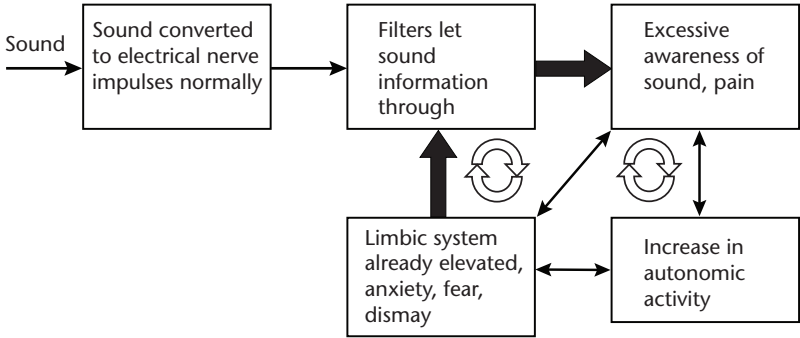 Sound
Sound converted
to electrical nerve
impulses normally
Filters let
sound
information
through
Excessive
awareness of
sound, pain
Limbic system
already elevated,
anxiety, fear,
dismay
Increase in
autonomic
activity